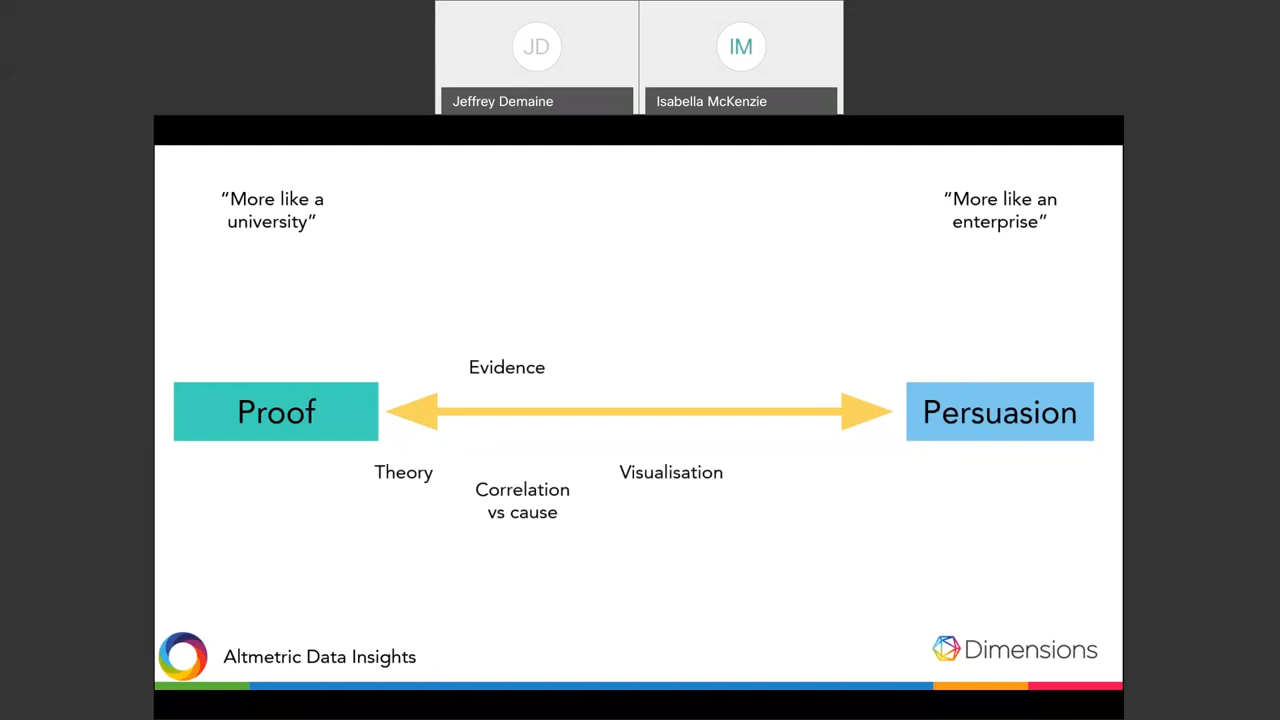 JD
IM
Jeffrey Demaine
Isabella McKenzie
“More like a
university”
“More like an
enterprise”
Evidence
Proof
Persuasion
Theory
Visualisation
Correlation
vs cause
Altmetric Data Insights
Dimensions